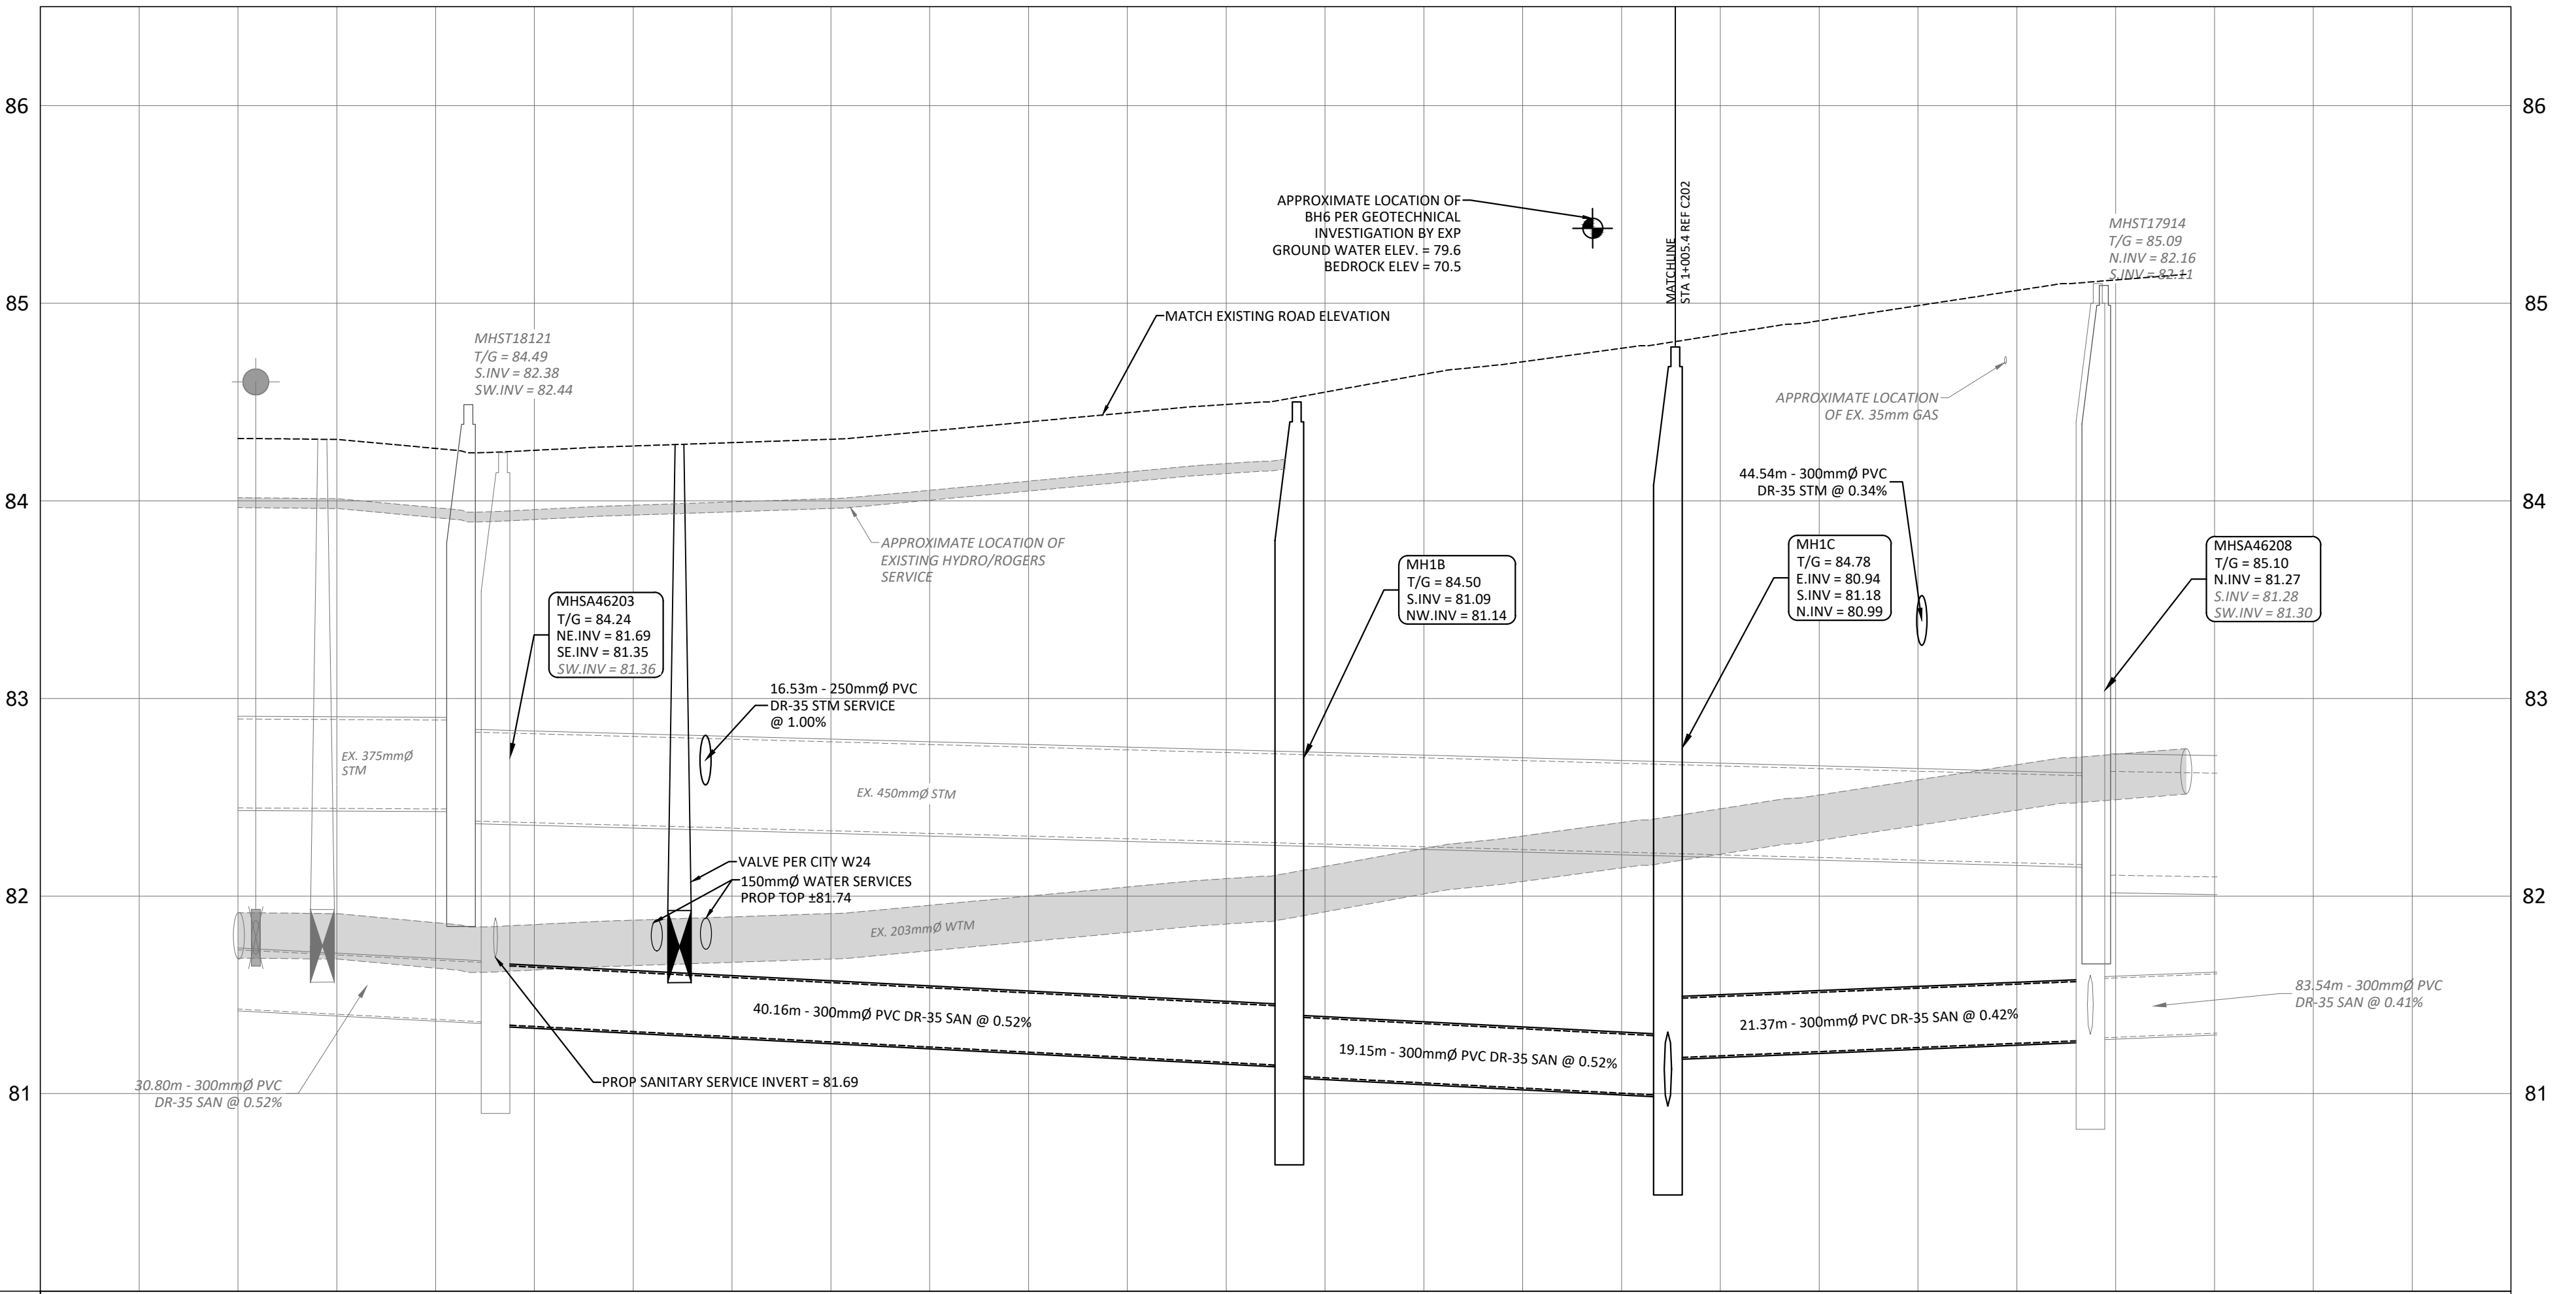 86
86
APPROXIMATE LOCATION OF
BH6 PER GEOTECHNICAL
INVESTIGATION BY EXP
GROUND WATER ELEV. = 79.6
BEDROCK ELEV = 70.5
MATCHLINE
STA 1+005.4 REF C202
MHST17914
T/G = 85.09
N.INV = 82.16
S.INV = 82.11
85
85
MATCH EXISTING ROAD ELEVATION
MHST18121
T/G = 84.49
S.INV = 82.38
SW.INV = 82.44
APPROXIMATE LOCATION
OF EX. 35mm GAS
84
84
44.54m - 300mmØ PVC
DR-35 STM @ 0.34%
APPROXIMATE LOCATION OF
EXISTING HYDRO/ROGERS
SERVICE
MHSA46203
T/G = 84.24
NE.INV = 81.69
SE.INV = 81.35
SW.INV = 81.36
MH1B
T/G = 84.50
S.INV = 81.09
NW.INV = 81.14
MH1C
T/G = 84.78
E.INV = 80.94
S.INV = 81.18
N.INV = 80.99
MHSA46208
T/G = 85.10
N.INV = 81.27
S.INV = 81.28
SW.INV = 81.30
83
83
16.53m - 250mmØ PVC
DR-35 STM SERVICE
@ 1.00%
EX. 375mmØ
STM
EX. 450mmØ STM
VALVE PER CITY W24
150mmØ WATER SERVICES
PROP TOP ±81.74
82
82
EX. 203mmØ WTM
40.16m - 300mmØ PVC DR-35 SAN @ 0.52%
19.15m - 300mmØ PVC DR-35 SAN @ 0.52%
21.37m - 300mmØ PVC DR-35 SAN @ 0.42%
83.54m - 300mmØ PVC
DR-35 SAN @ 0.41%
30.80m - 300mmØ PVC
DR-35 SAN @ 0.52%
PROP SANITARY SERVICE INVERT = 81.69
81
81